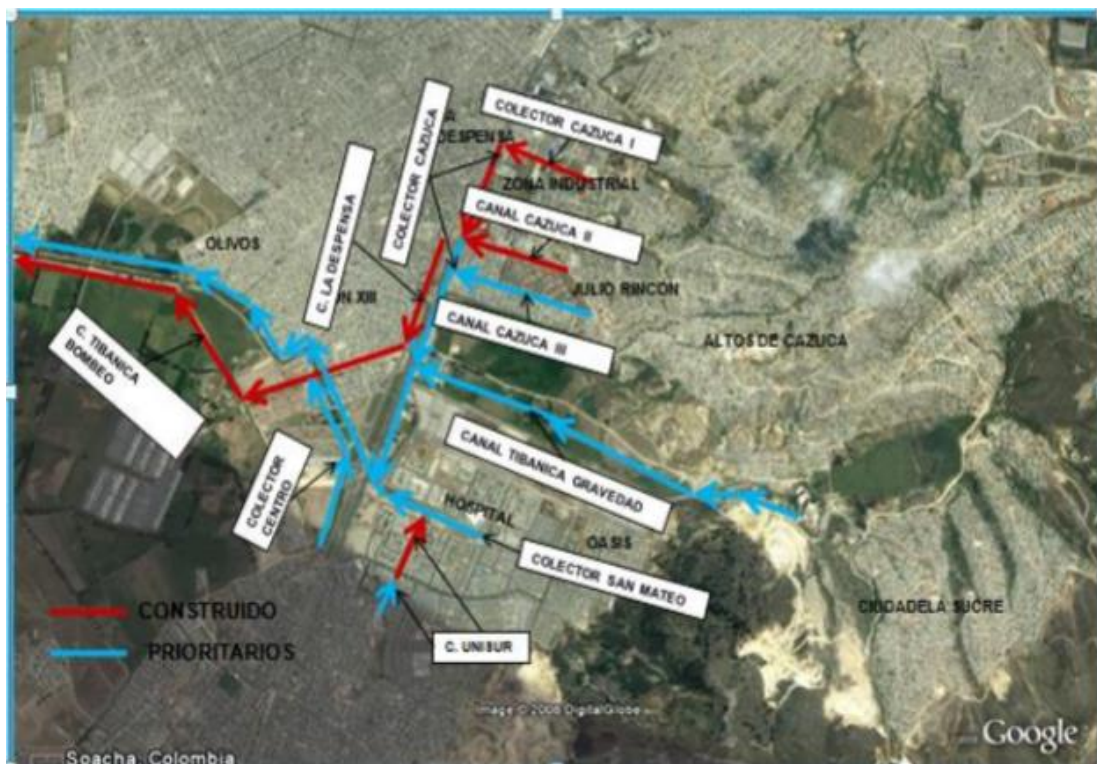 COLECTOR CAZUCA I
DESPENSA
COLECTOR CAZUCA
ZONA INDUSTRIAL
CANAL CAZUCA II
C. LA DESPENSA
OLIVOS
N XIII
JULIO RINCON
CANAL CAZUCA III
ALTOS DE CAZUCA
C. TIBANICA
BOMBEO
CANAL TIBANICA GRAVEDAD
COLECTOR
CENTRO
HOSPITAL
OASIS
COLECTOR SAN MATEO
CIUDADELA SUCRE
CONSTRUIDO
PRIORITARIOS
C. UNISUR
Image © 2008 DigitalGlobe
Google
Soacha, Colombia